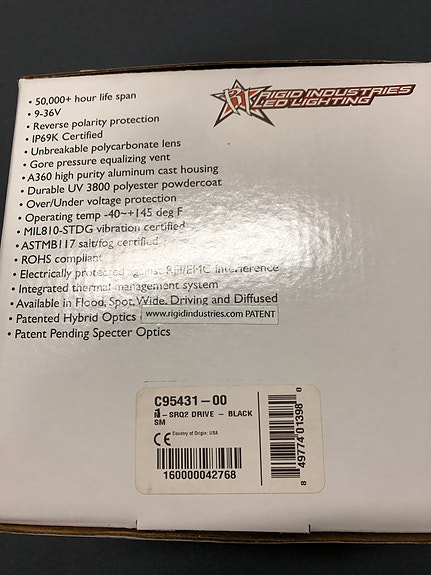 RIGID INDUSTRIES
LED LIGHTING
• 50,000+ hour life span
• 9-36V
• Reverse polarity protection
• IP69K Certified
• Unbreakable polycarbonate lens
• Gore pressure equalizing vent
• A360 high purity aluminum cast housing
• Durable UV 3800 polyester powdercoat
• Over/Under voltage protection
• Operating temp -40~+145 deg F
• MIL810-STDG vibration certified
• ASTMB117 salt/fog certified
• ROHS compliant
• Electrically protected against RFI/EMC interference
• Integrated thermal management system
• Available in Flood, Spot, Wide, Driving and Diffused
• Patented Hybrid Optics www.rigidindustries.com PATENT
• Patent Pending Specter Optics
C95431-00
-SRQ2 DRIVE - BLACK
SM
CE Country of Origin: USA
160000042768
8 49774 01398 8